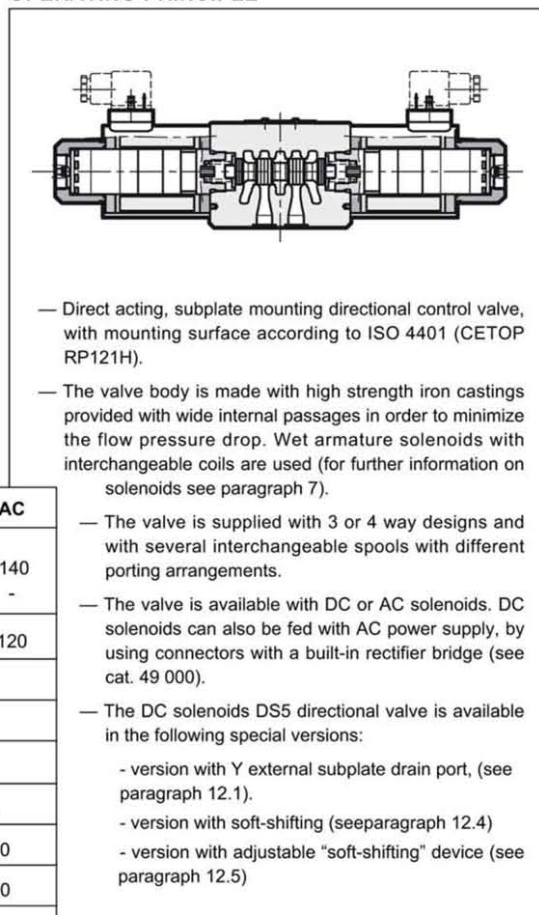 — Direct acting, subplate mounting directional control valve,
with mounting surface according to ISO 4401 (CETOP
RP121H).
— The valve body is made with high strength iron castings
provided with wide internal passages in order to minimize
the flow pressure drop. Wet armature solenoids with
interchangeable coils are used (for further information on
solenoids see paragraph 7).
— The valve is supplied with 3 or 4 way designs and
with several interchangeable spools with different
porting arrangements.
— The valve is available with DC or AC solenoids. DC
solenoids can also be fed with AC power supply, by
using connectors with a built-in rectifier bridge (see
cat. 49 000).
— The DC solenoids DS5 directional valve is available
in the following special versions:
- version with Y external subplate drain port, (see
paragraph 12.1).
- version with soft-shifting (seeparagraph 12.4)
- version with adjustable “soft-shifting” device (see
paragraph 12.5)
AC
140
-
120
0
0